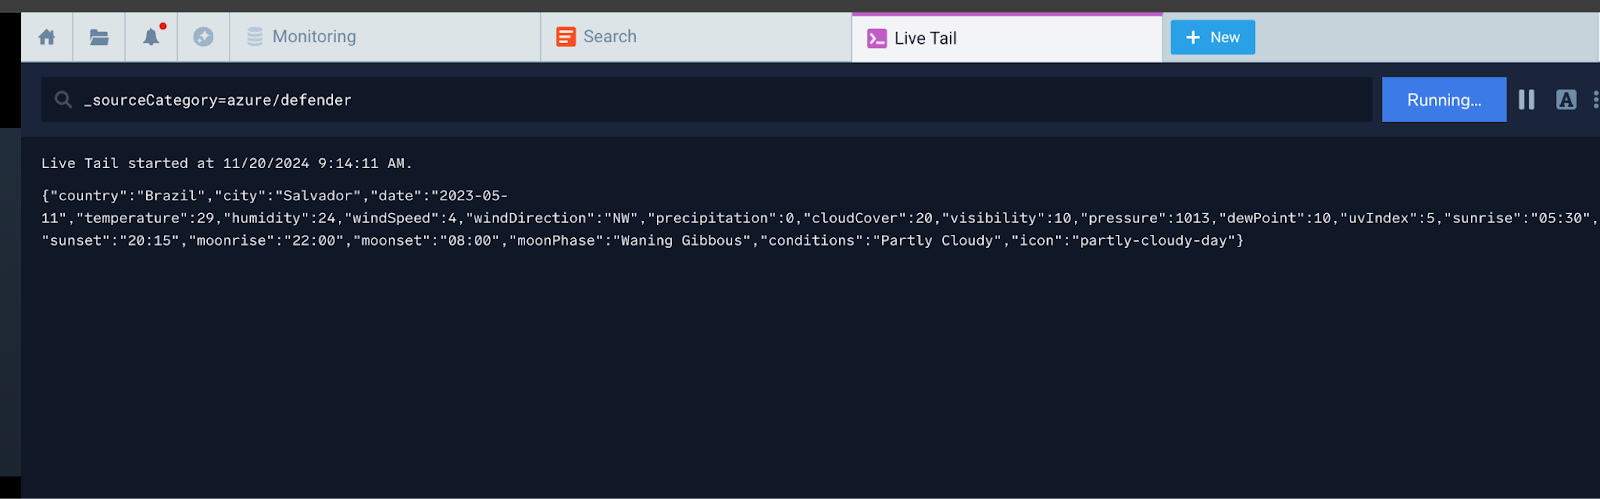 Monitoring
Search
Live Tail
New
_sourceCategory=azure/defender
Running...
A
Live Tail started at 11/20/2024 9:14:11 AM.
{"country":"Brazil","city":"Salvador","date":"2023-05-
11","temperature":29,"humidity":24,"windSpeed":4,"windDirection":"NW","precipitation":0,"cloudCover":20,"visibility":10,"pressure":1013,"dewPoint":10,"uvIndex":5,"sunrise":"05:30",
"sunset":"20:15","moonrise":"22:00","moonset":"08:00","moonPhase":"Waning Gibbous","conditions":"Partly Cloudy","icon":"partly-cloudy-day"}